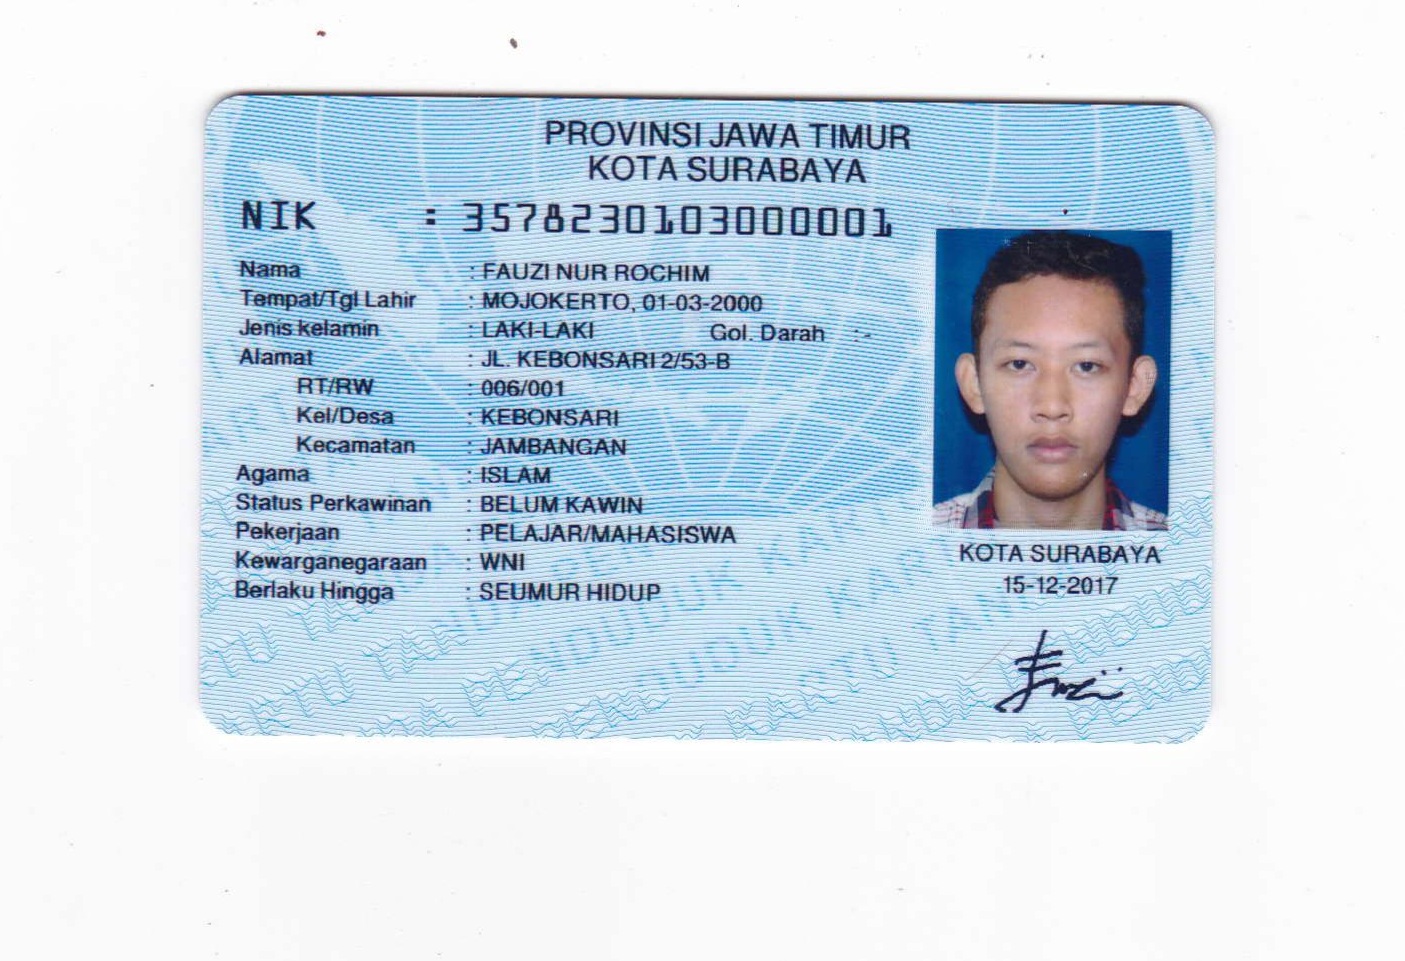 PROVINSI JAWA TIMUR
KOTA SURABAYA
NIK : 3578230103000001
Nama : FAUZI NUR ROCHIM
Tempat/Tgl Lahir : MOJOKERTO, 01-03-2000
Jenis kelamin : LAKI-LAKI Gol. Darah : -
Alamat : JL. KEBONSARI 2/53-B
RT/RW : 006/001
Kel/Desa : KEBONSARI
Kecamatan : JAMBANGAN
Agama : ISLAM
Status Perkawinan : BELUM KAWIN
Pekerjaan : PELAJAR/MAHASISWA
Kewarganegaraan : WNI
Berlaku Hingga : SEUMUR HIDUP
KOTA SURABAYA
15-12-2017